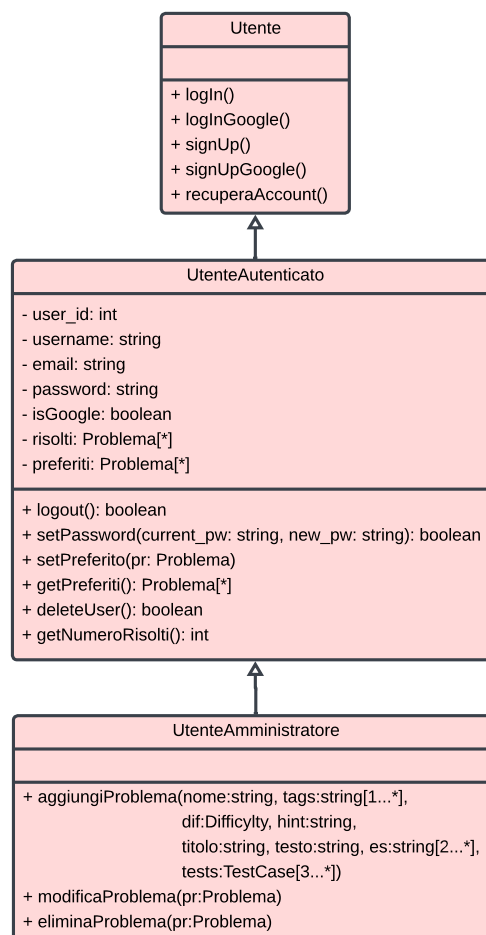 Utente
+ logIn()
+ logInGoogle()
+ signUp()
+ signUpGoogle()
+ recuperaAccount()
UtenteAutenticato
- user_id: int
- username: string
- email: string
- password: string
- isGoogle: boolean
- risolti: Problema[*]
- preferiti: Problema[*]
+ logout(): boolean
+ setPassword(current_pw: string, new_pw: string): boolean
+ setPreferito(pr: Problema)
+ getPreferiti(): Problema[*]
+ deleteUser(): boolean
+ getNumeroRisolti(): int
UtenteAmministratore
+ aggiungiProblema(nome:string, tags:string[1...*],
dif:Difficylty, hint:string,
titolo:string, testo:string, es:string[2...*],
tests:TestCase[3...*])
+ modificaProblema(pr:Problema)
+ eliminaProblema(pr:Problema)